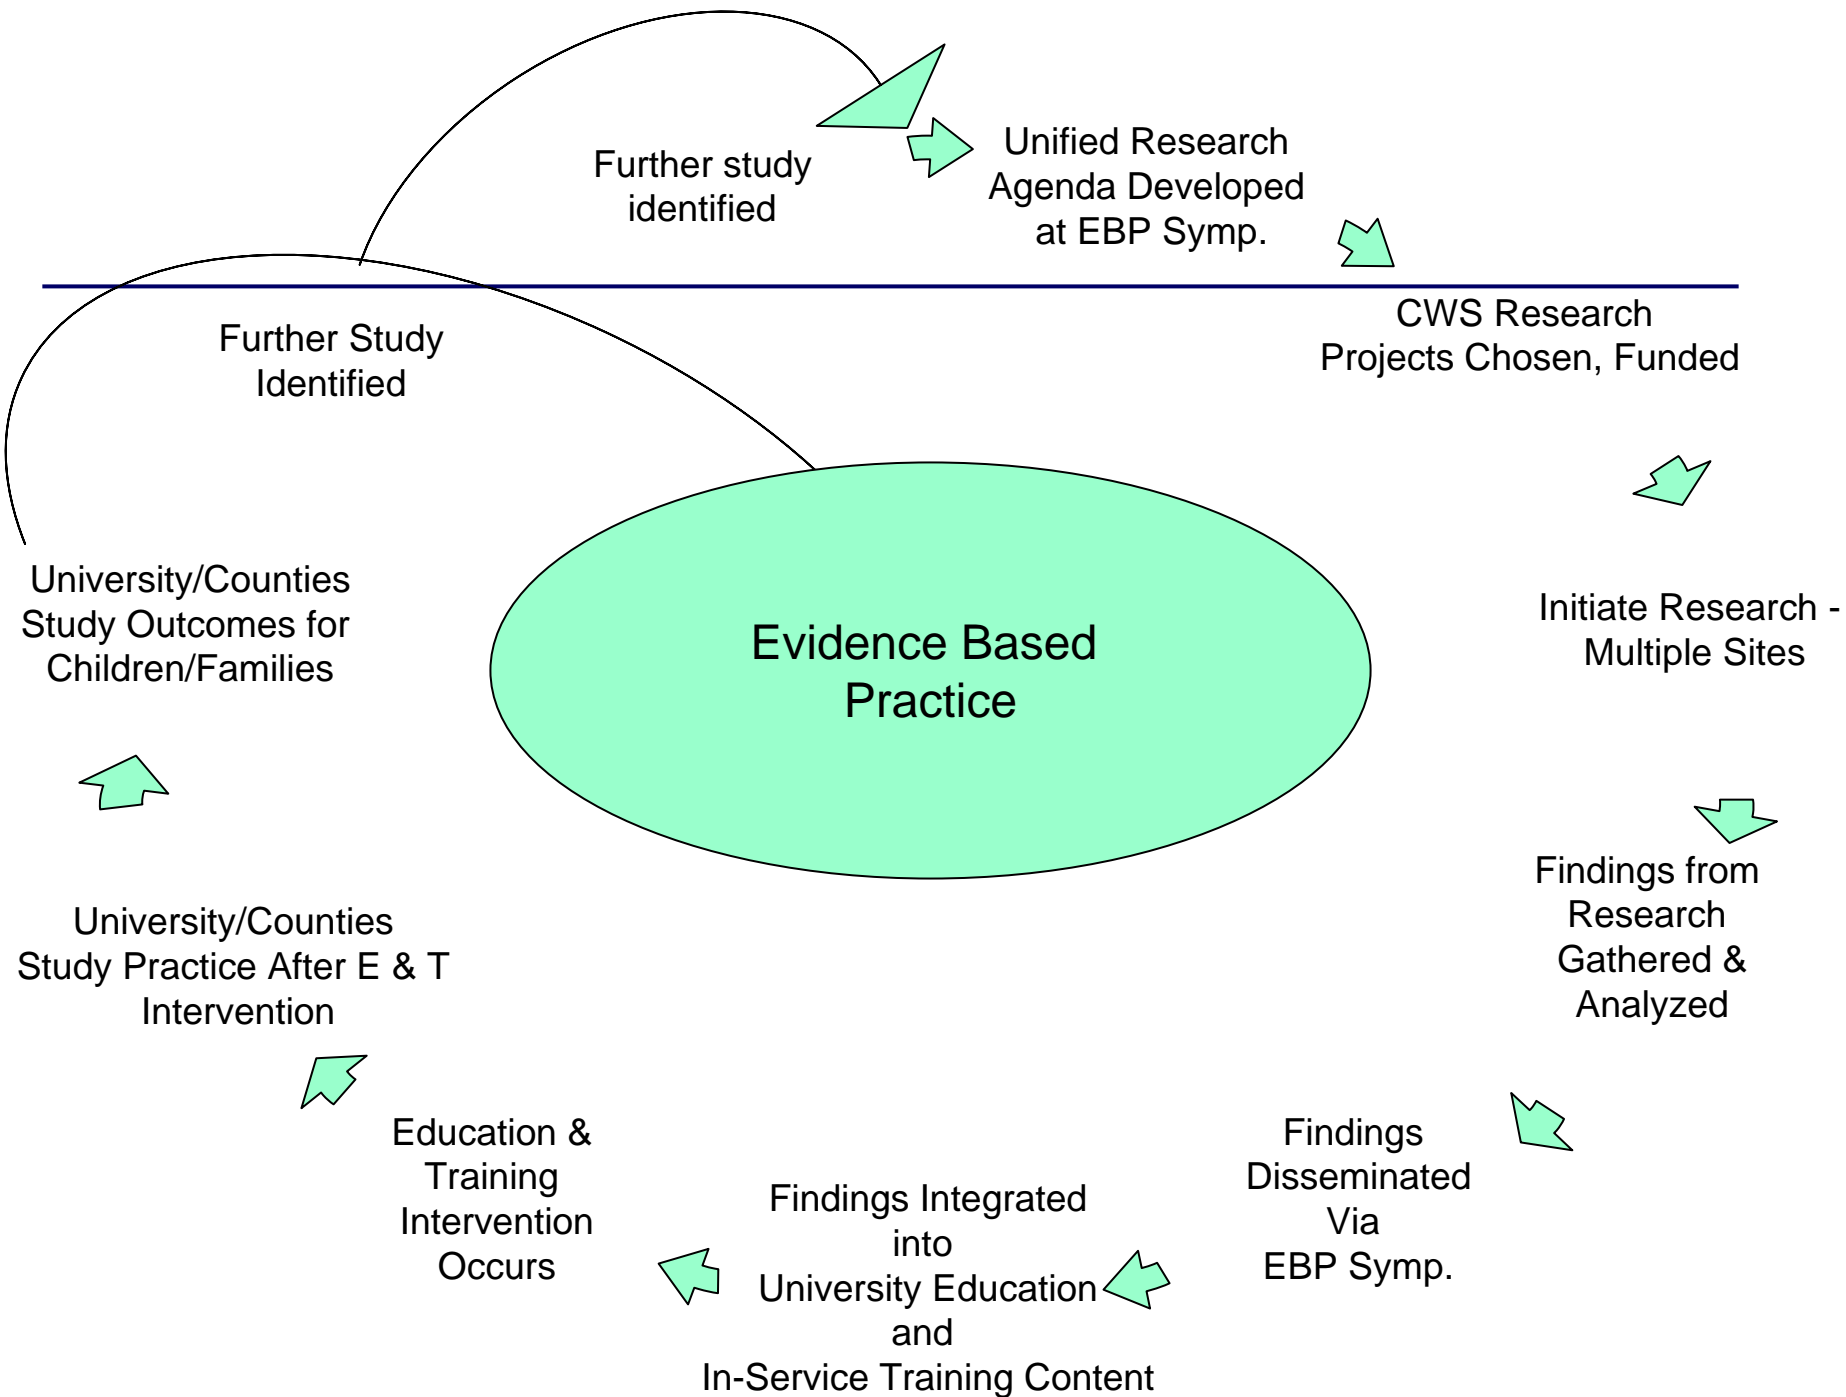 Further study
identified
Unified Research
Agenda Developed
at EBP Symp.
CWS Research
Projects Chosen, Funded
Initiate Research -
Multiple Sites
Findings from
Research
Gathered &
Analyzed
Findings
Disseminated
Via
EBP Symp.
Findings Integrated
into
University Education
and
In-Service Training Content
Education &
Training
Intervention
Occurs
University/Counties
Study Practice After E & T
Intervention
University/Counties
Study Outcomes for
Children/Families
Further Study
Identified
Evidence Based
Practice